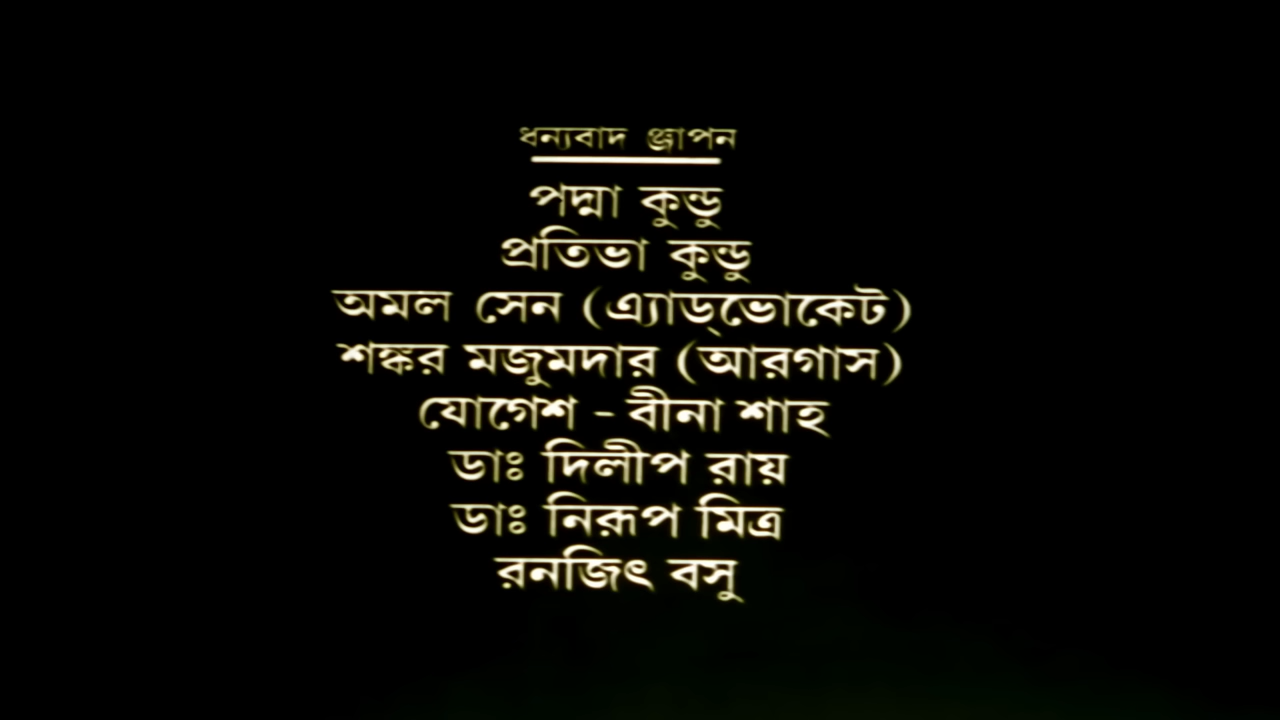 ধন্যবাদ জ্ঞাপন
পদ্মা কুন্ডু
প্রতিভা কুন্ডু
অমল সেন (এ্যাড্ভোকেট)
শঙ্কর মজুমদার (আরগাস)
যোগেশ - বীনা শাহ
ডাঃ দিলীপ রায়
ডাঃ নিরূপ মিত্র
রনজিৎ বসু